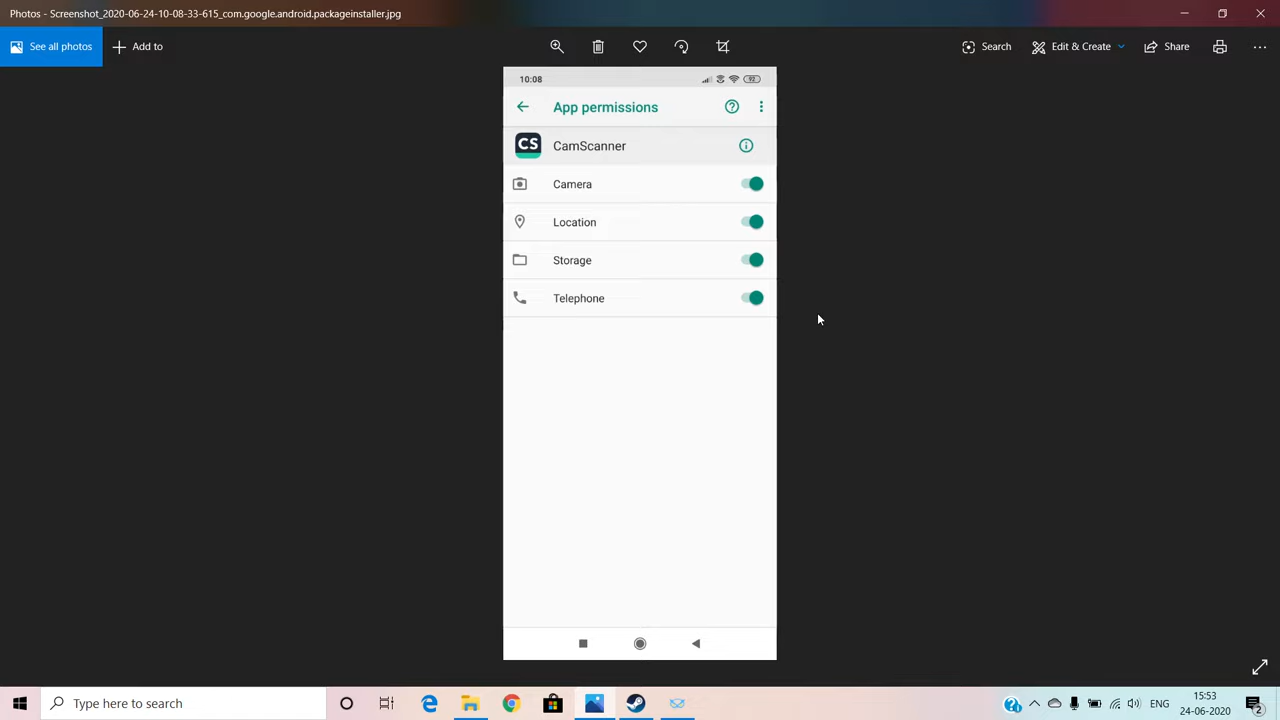 Photos - Screenshot_2020-06-24-10-08-33-615_com.google.android.packageinstaller.jpg
See all photos
Add to
Search
Edit & Create
Share
10:08
92
App permissions
CS
CamScanner
Camera
Location
Storage
Telephone
Type here to search
ENG
15:53
24-06-2020
2